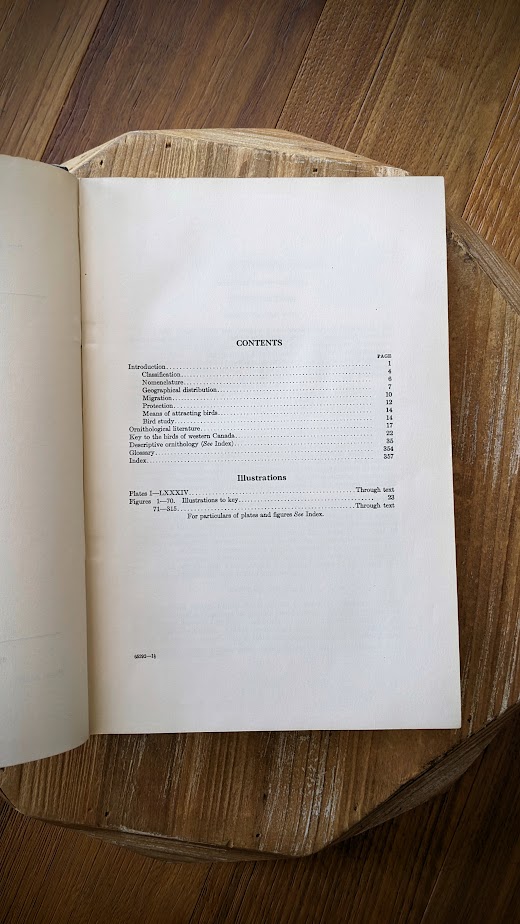 CONTENTS
PAGE
Introduction 1
Classification 4
Nomenclature 6
Geographical distribution 7
Migration 10
Protection 12
Means of attracting birds 14
Bird study 14
Ornithological literature 17
Key to the birds of western Canada 22
Descriptive ornithology (See Index) 35
Glossary 354
Index 357
Illustrations
Plates I—LXXXIV Through text
Figures 1—70. Illustrations to key 23
71—315 Through text
For particulars of plates and figures See Index.